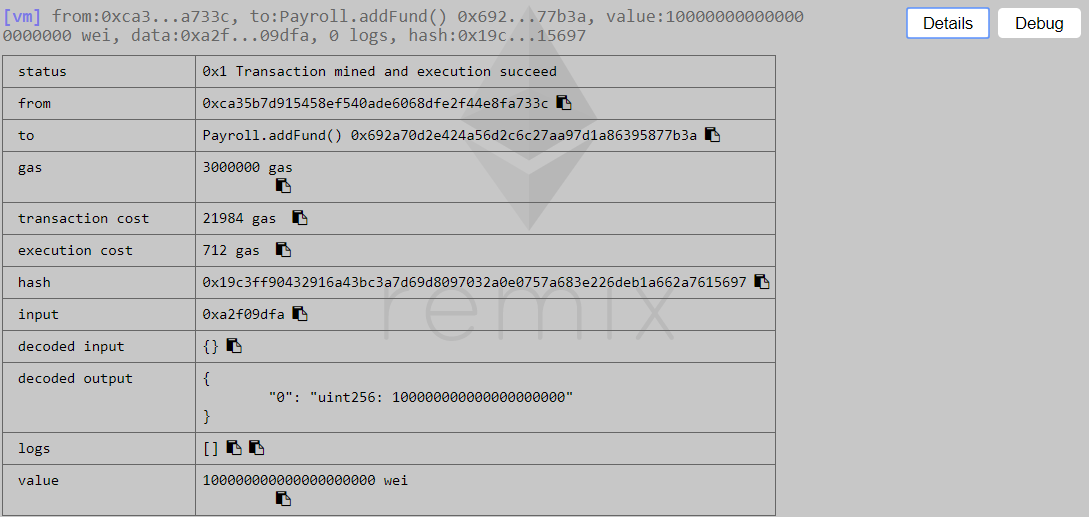 [vm] from:0xca3...a733c, to:Payroll.addFund() 0x692...77b3a, value:10000000000000
0000000 wei, data:0xa2f...09dfa, 0 logs, hash:0x19c...15697
Details
Debug
status 0x1 Transaction mined and execution succeed
from 0xca35b7d915458ef540ade6068dfe2f44e8fa733c
to Payroll.addFund() 0x692a70d2e424a56d2c6c27aa97d1a86395877b3a
gas 3000000 gas
transaction cost 21984 gas
execution cost 712 gas
hash 0x19c3ff90432916a43bc3a7d69d8097032a0e0757a683e226deb1a662a7615697
input 0xa2f09dfa
decoded input {}
decoded output {
"0": "uint256: 100000000000000000000"
}
logs []
value 100000000000000000000 wei
remix